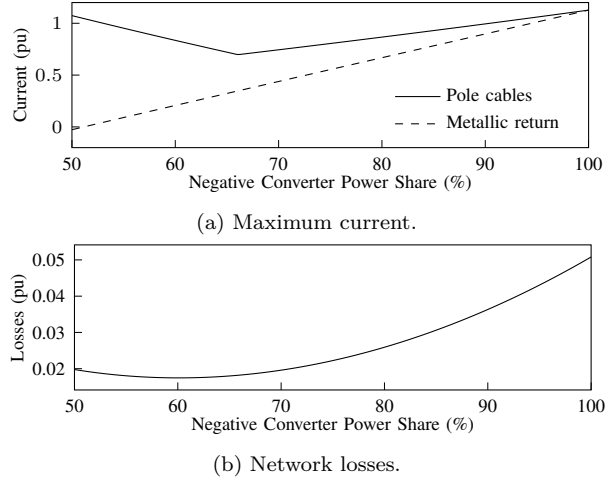 1
0.5
0
Current (pu)
Pole cables
Metallic return
50 60 70 80 90 100
Negative Converter Power Share (%)
(a) Maximum current.
0.05
0.04
0.03
0.02
Losses (pu)
50 60 70 80 90 100
Negative Converter Power Share (%)
(b) Network losses.